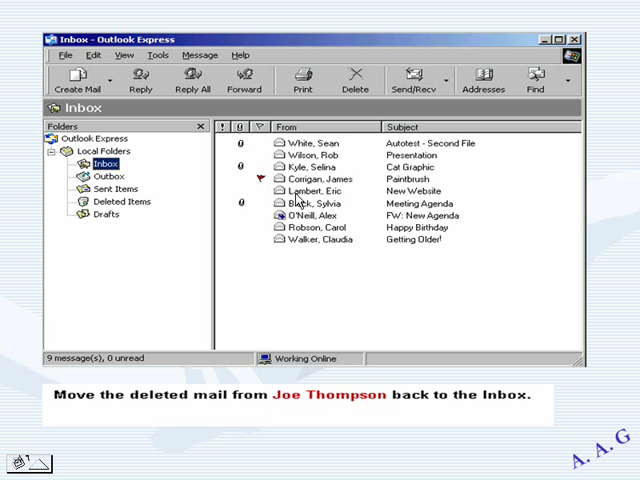 Inbox - Outlook Express
File Edit View Tools Message Help
Create Mail Reply Reply All Forward Print Delete Send/Recv Addresses Find
Inbox
Folders
Outlook Express
Local Folders
Inbox
Outbox
Sent Items
Deleted Items
Drafts
! From Subject
White, Sean Autotest - Second File
Wilson, Rob Presentation
Kyle, Selina Cat Graphic
Corrigan, James Paintbrush
Lambert, Eric New Website
Black, Sylvia Meeting Agenda
O'Neill, Alex FW: New Agenda
Robson, Carol Happy Birthday
Walker, Claudia Getting Older!
9 message(s), 0 unread Working Online
Move the deleted mail from Joe Thompson back to the Inbox.
A. A. G